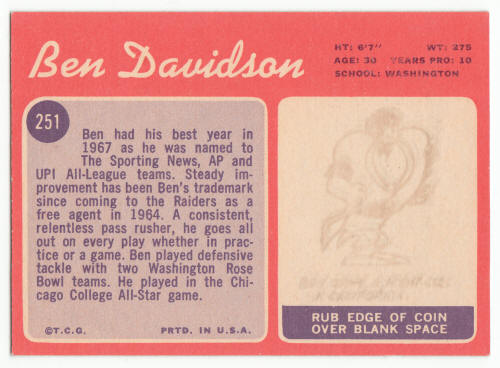 Ben Davidson
HT: 6'7" WT: 275
AGE: 30 YEARS PRO: 10
SCHOOL: WASHINGTON
251
Ben had his best year in
1967 as he was named to
The Sporting News, AP and
UPI All-League teams. Steady im-
provement has been Ben's trademark
since coming to the Raiders as a
free agent in 1964. A consistent,
relentless pass rusher, he goes all
out on every play whether in prac-
tice or a game. Ben played defensive
tackle with two Washington Rose
Bowl teams. He played in the Chi-
cago College All-Star game.
©T.C.G. PRTD. IN U.S.A.
RUB EDGE OF COIN
OVER BLANK SPACE